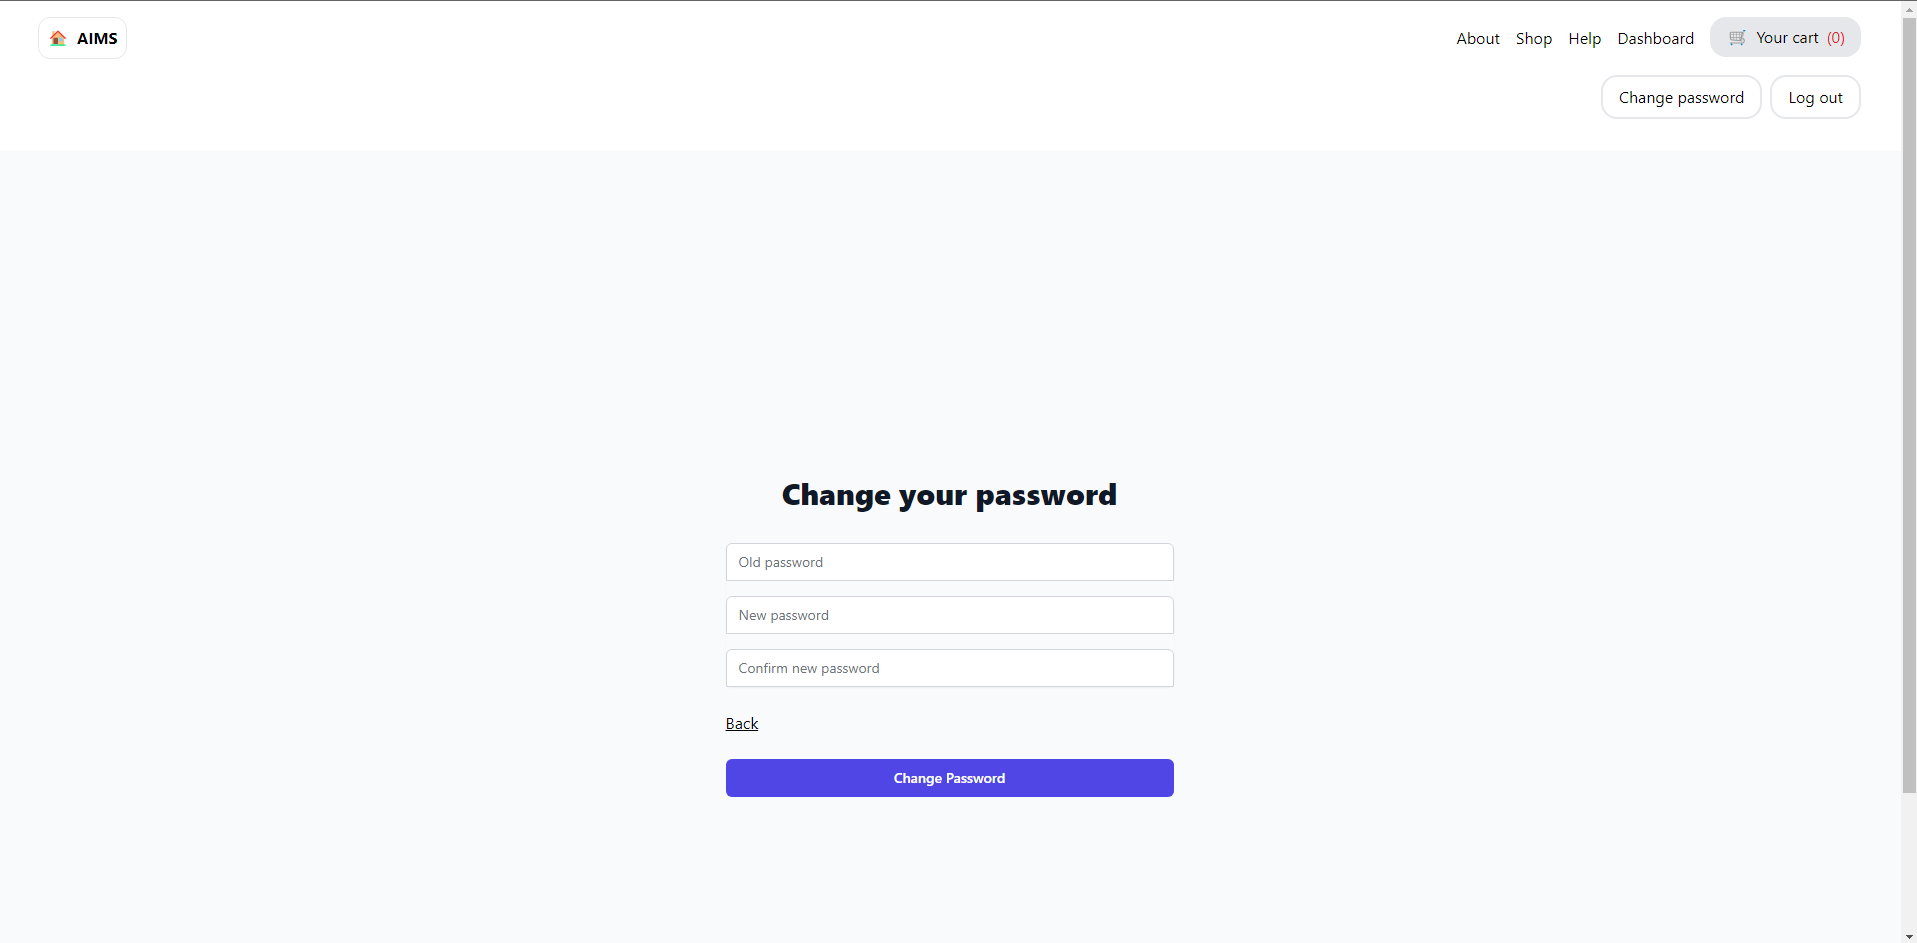 AIMS
About Shop Help Dashboard Your cart (0)
Change password Log out
Change your password
Old password
New password
Confirm new password
Back
Change Password